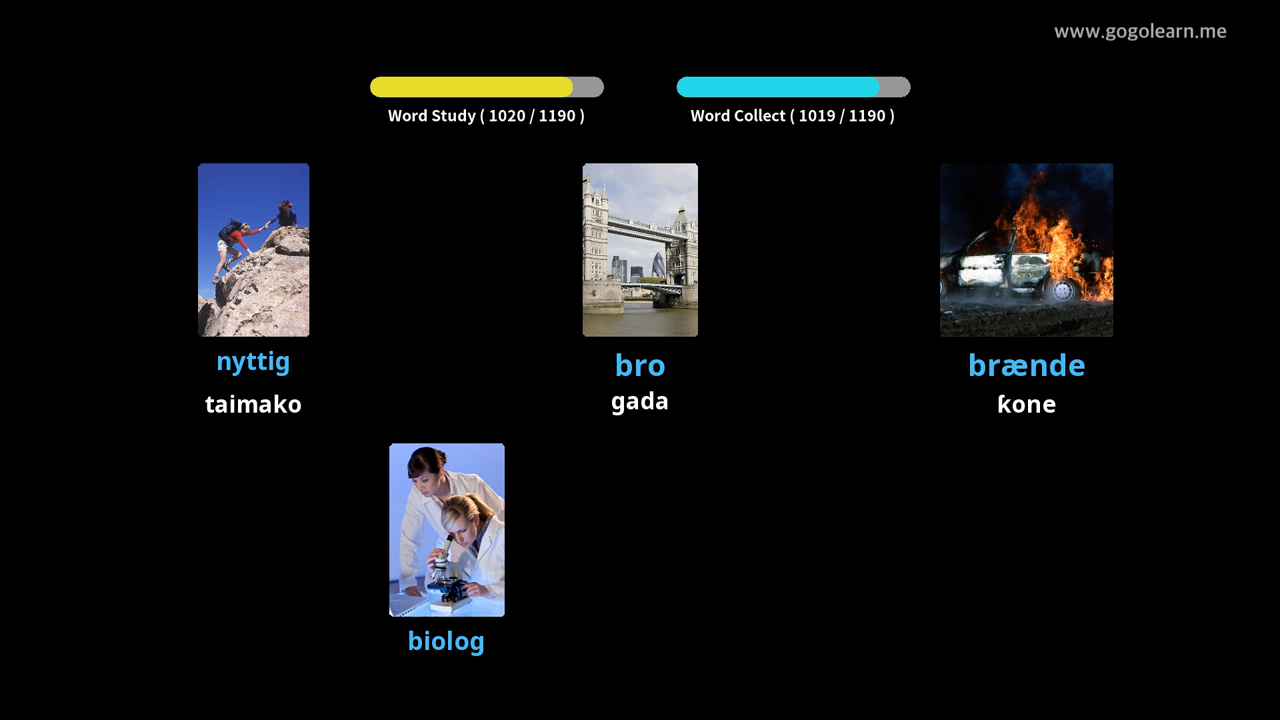 www.gogolearn.me
Word Study ( 1020 / 1190 )
Word Collect ( 1019 / 1190 )
nyttig
taimako
bro
gada
brænde
ƙone
biolog